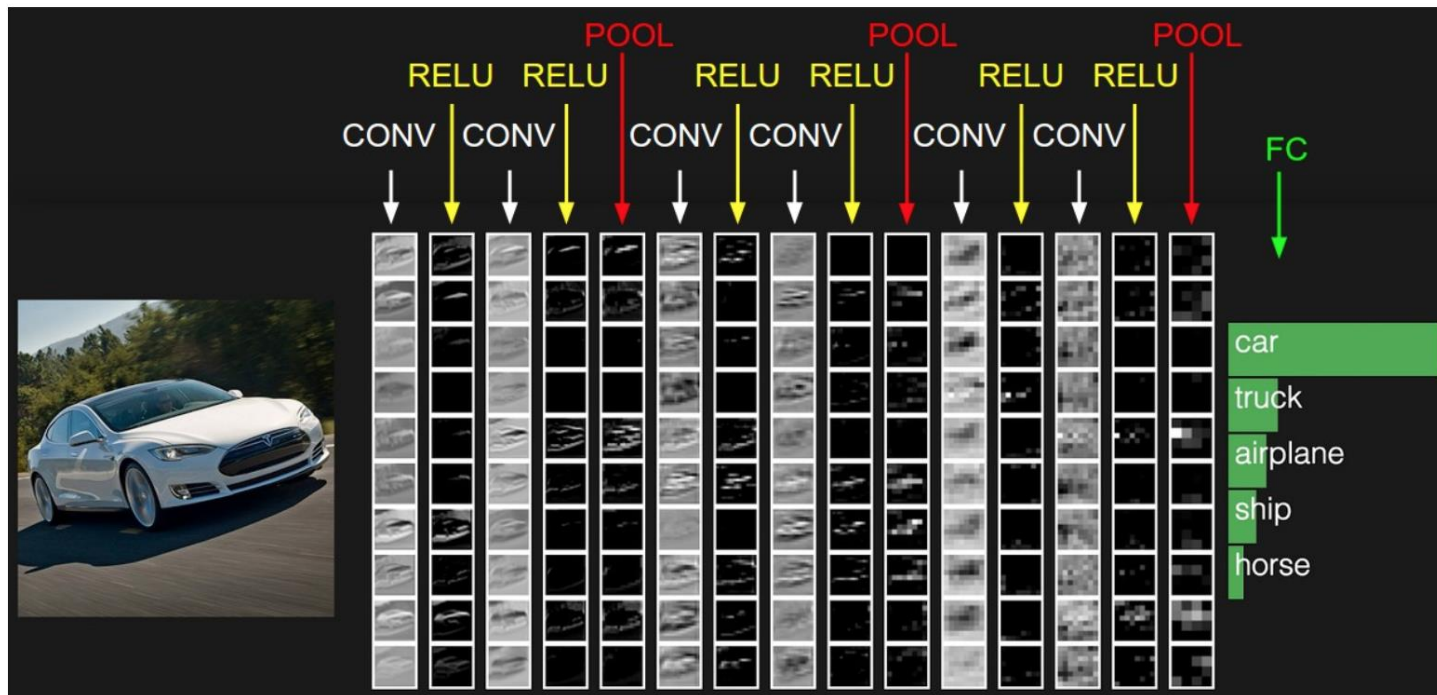 POOL POOL POOL
RELU RELU RELU RELU RELU RELU
CONV CONV CONV CONV CONV CONV
FC
car
truck
airplane
ship
horse